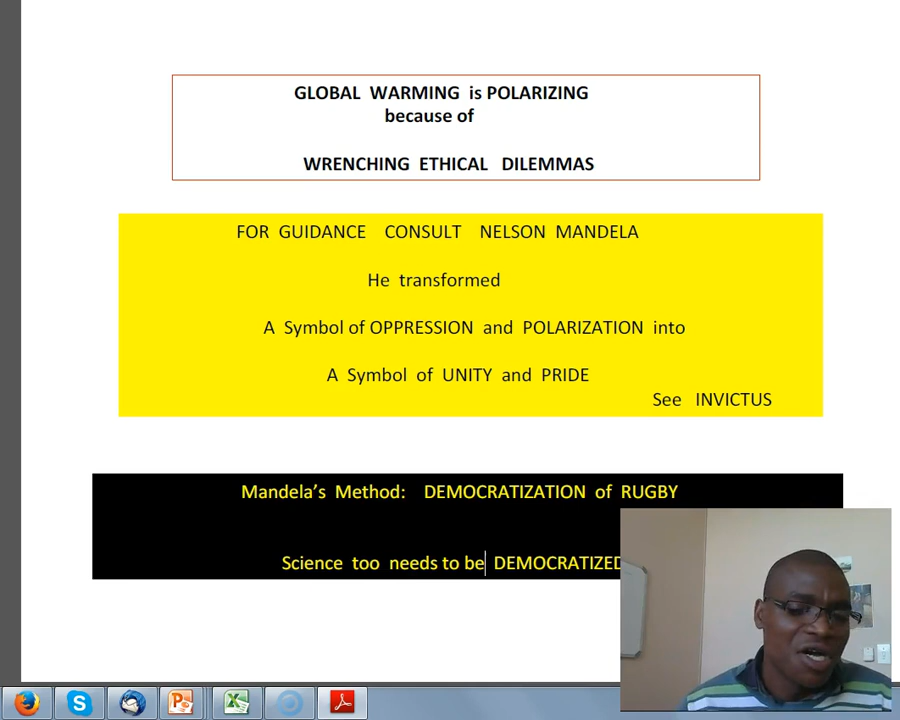 GLOBAL WARMING is POLARIZING
because of
WRENCHING ETHICAL DILEMMAS
FOR GUIDANCE CONSULT NELSON MANDELA
He transformed
A Symbol of OPPRESSION and POLARIZATION into
A Symbol of UNITY and PRIDE
See INVICTUS
Mandela's Method: DEMOCRATIZATION of RUGBY
Science too needs to be DEMOCRATIZED